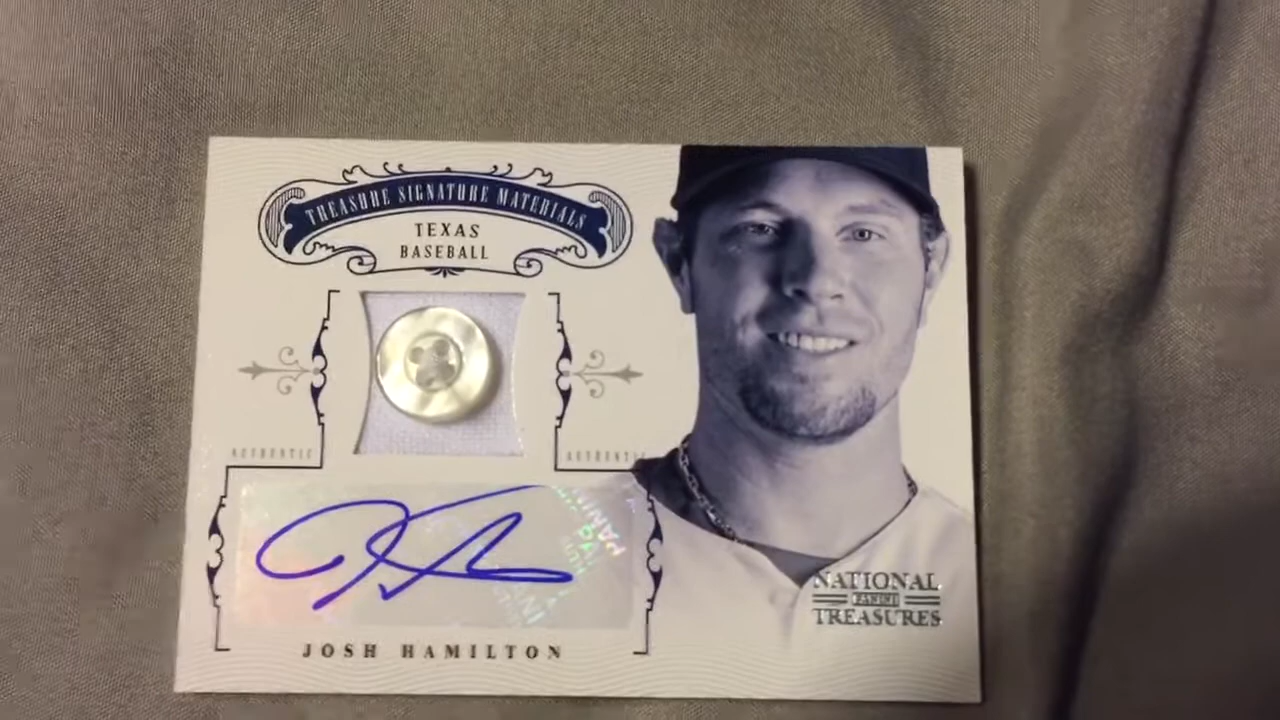 TREASURE SIGNATURE MATERIALS
TEXAS
BASEBALL
AUTHENTIC AUTHENTIC
JOSH HAMILTON
NATIONAL
PANINI
TREASURES